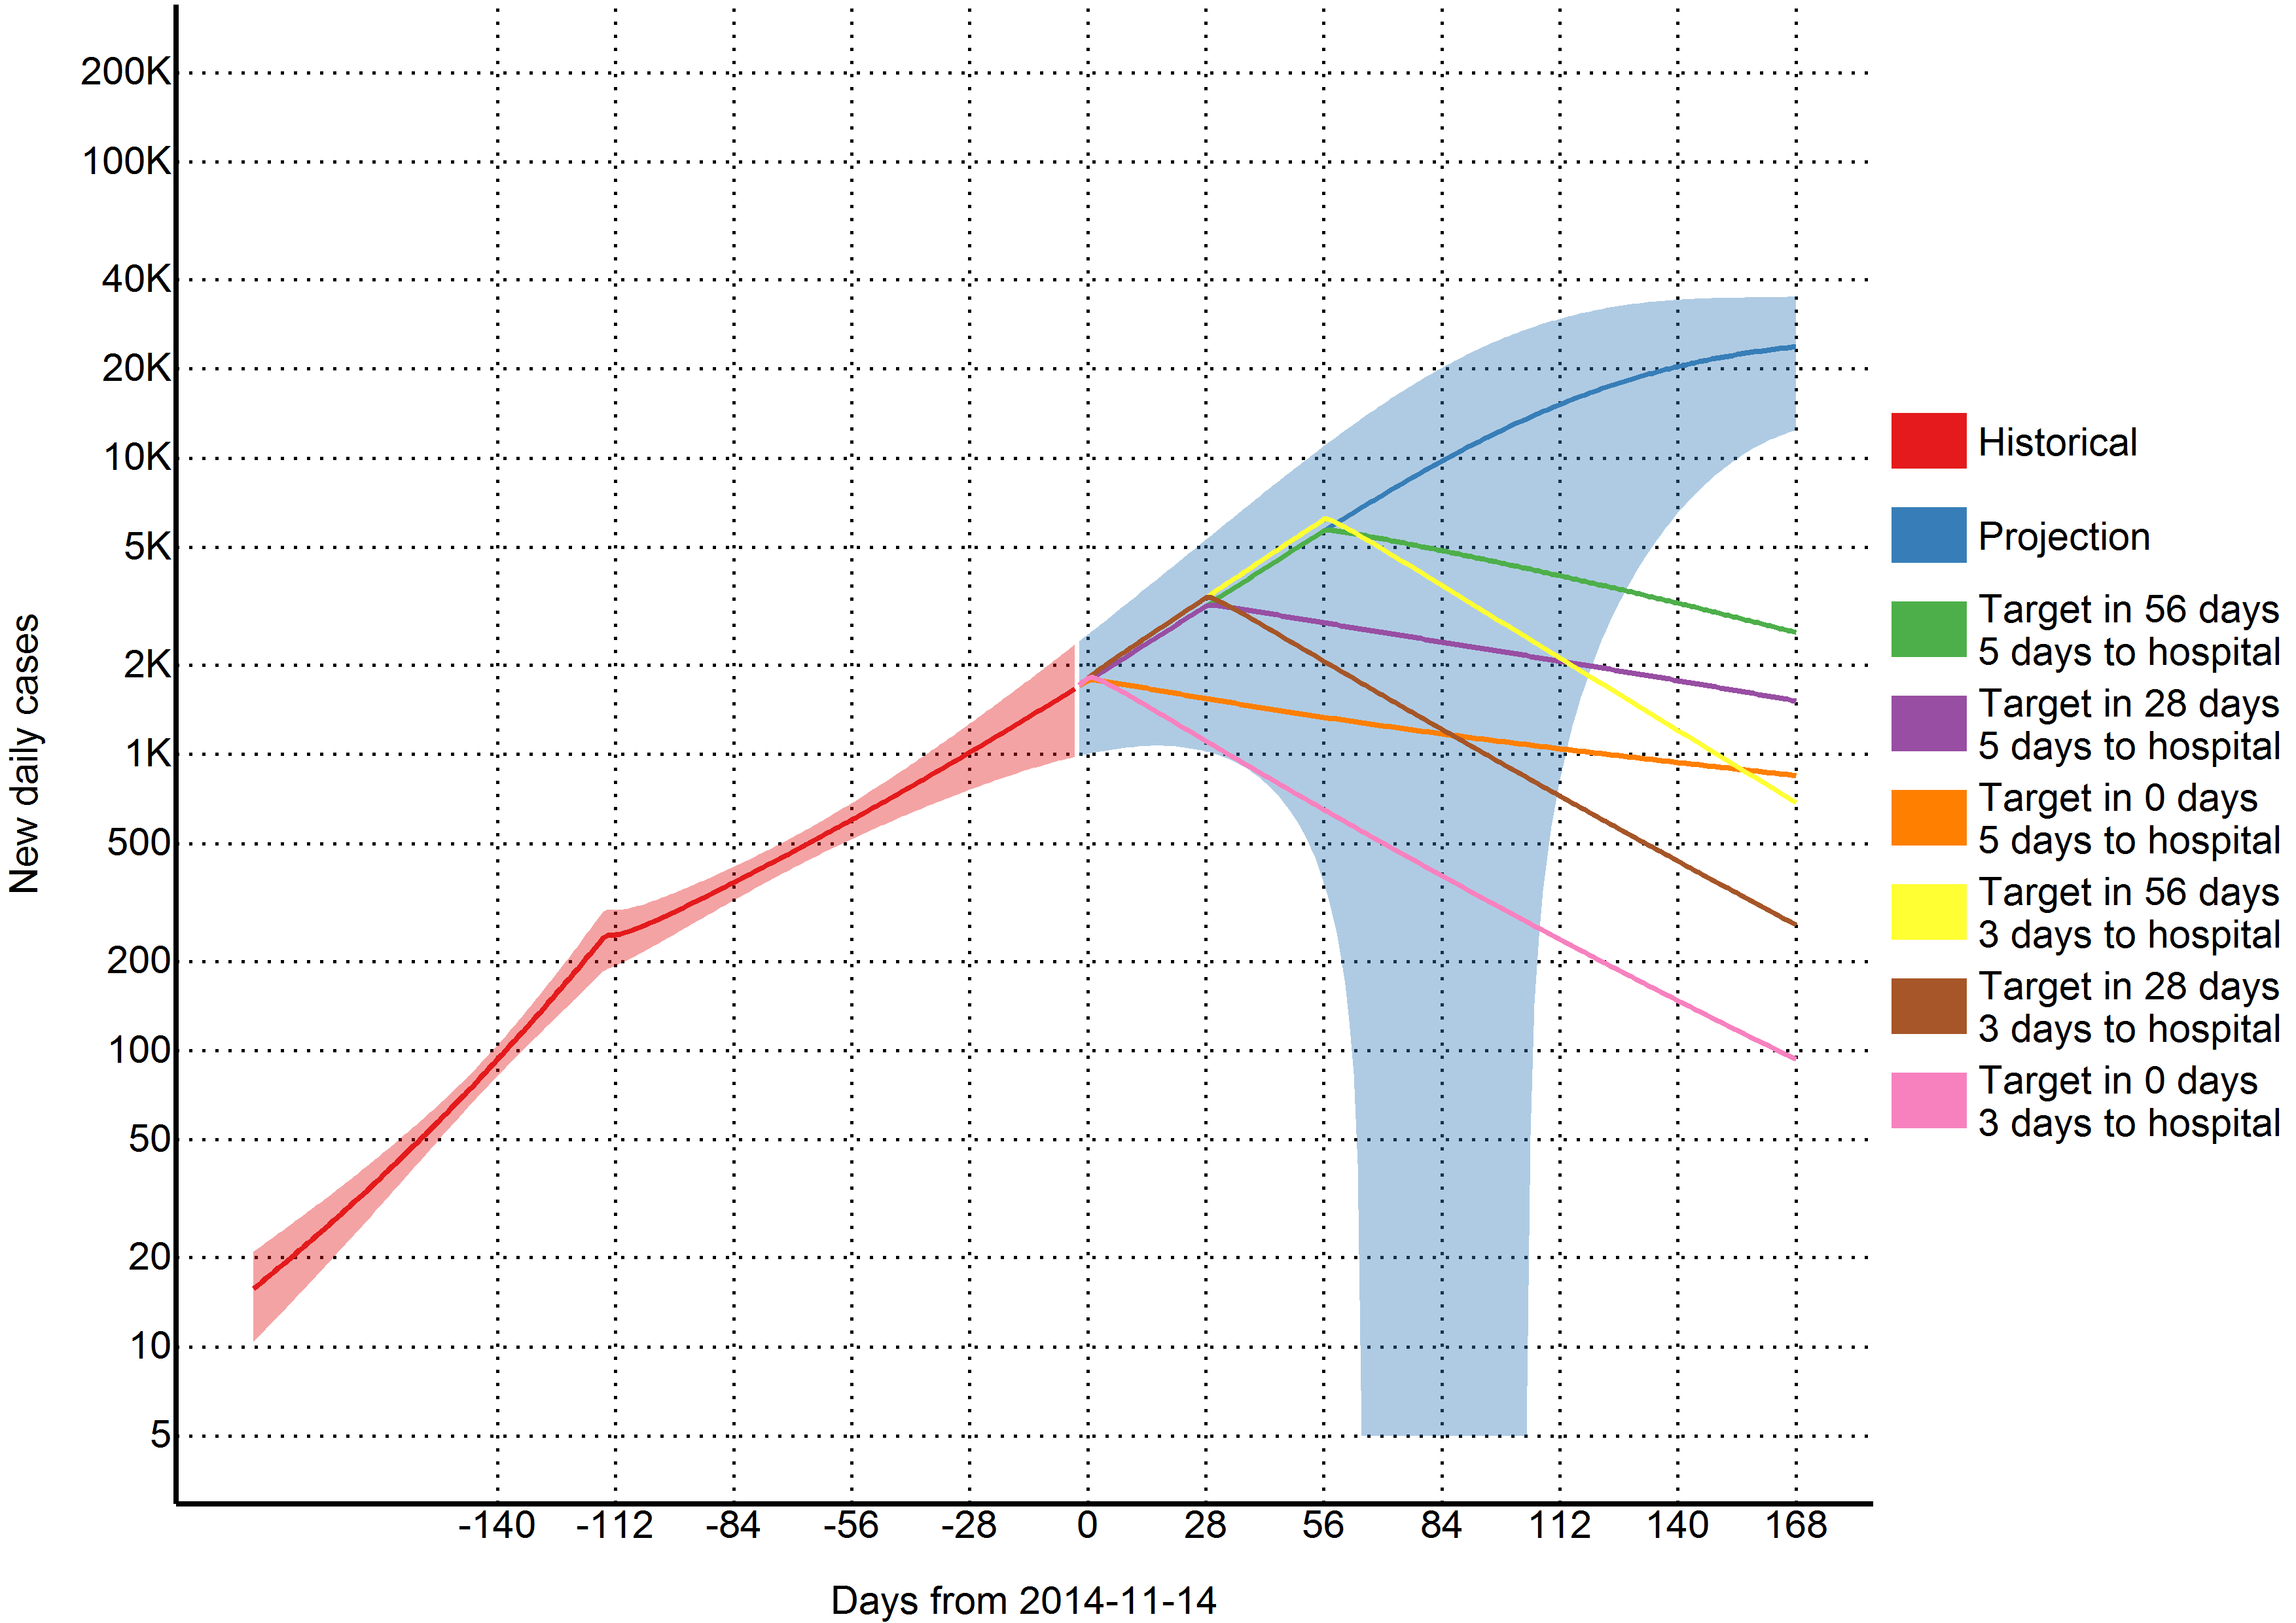 200K
100K
40K
20K
10K
5K
2K
1K
500
200
100
50
20
10
5
New daily cases
-140 -112 -84 -56 -28 0 28 56 84 112 140 168
Days from 2014-11-14
Historical
Projection
Target in 56 days
5 days to hospital
Target in 28 days
5 days to hospital
Target in 0 days
5 days to hospital
Target in 56 days
3 days to hospital
Target in 28 days
3 days to hospital
Target in 0 days
3 days to hospital